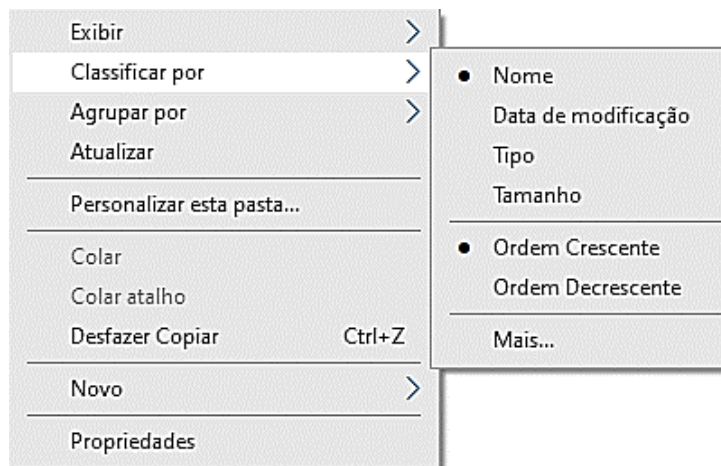 Exibir
Classificar por
Agrupar por
Atualizar
Personalizar esta pasta...
Colar
Colar atalho
Desfazer Copiar Ctrl+Z
Novo
Propriedades
Nome
Data de modificação
Tipo
Tamanho
Ordem Crescente
Ordem Decrescente
Mais...